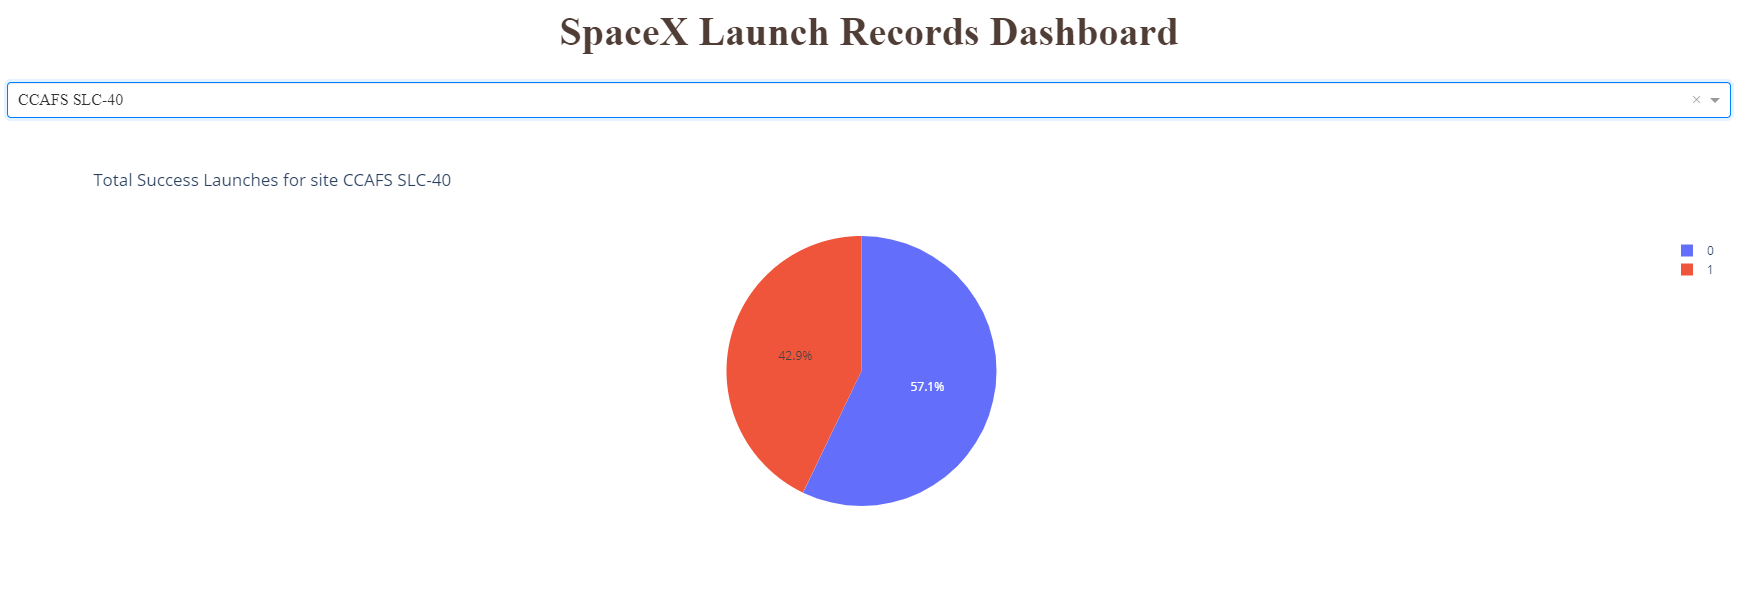 SpaceX Launch Records Dashboard
CCAFS SLC-40
Total Success Launches for site CCAFS SLC-40
0
1
42.9%
57.1%